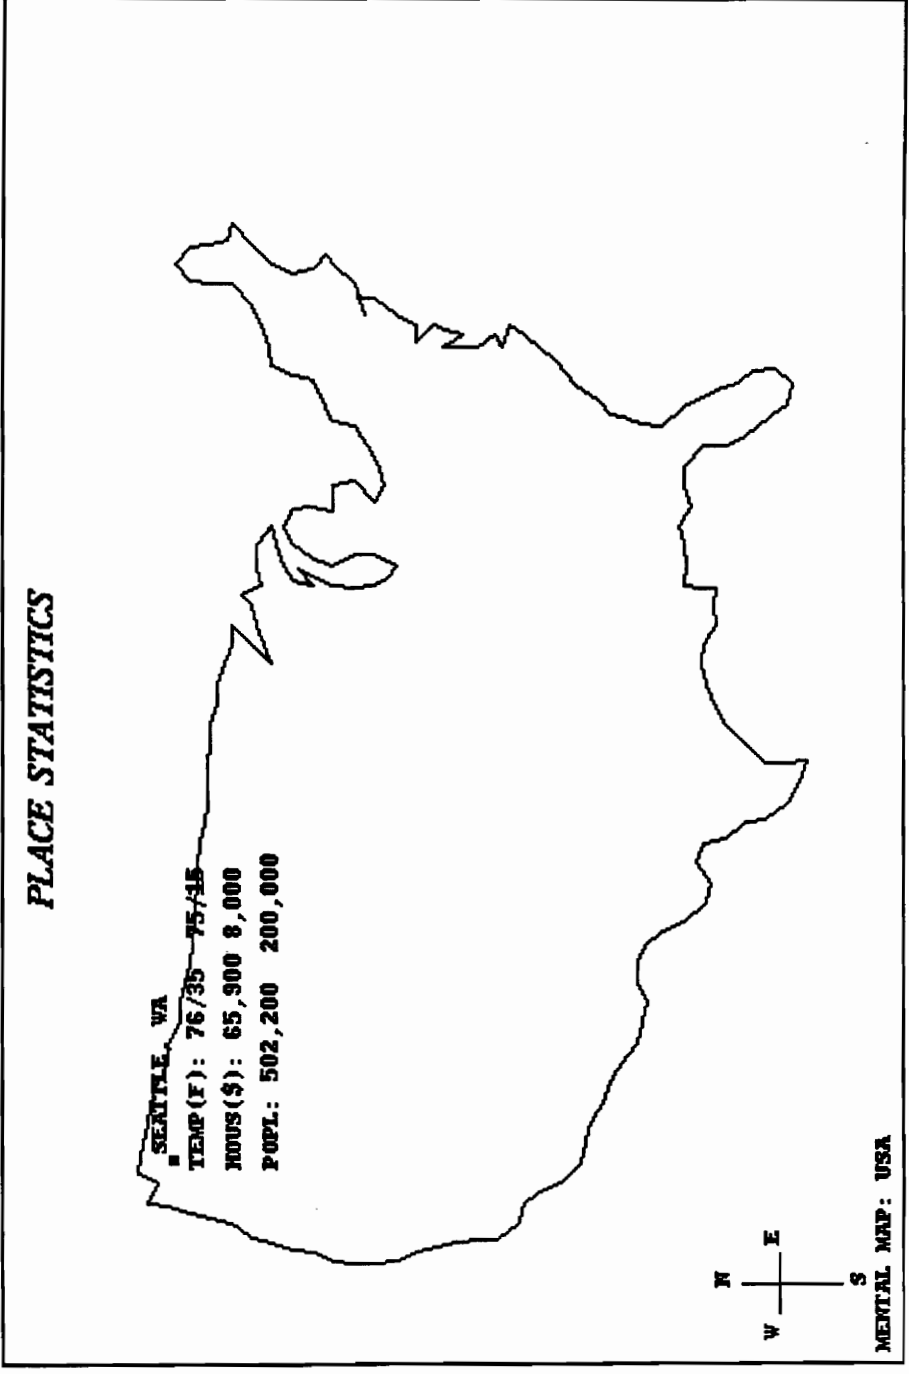 PLACE STATISTICS
SEATTLE, WA
TEMP(F): 76/35 75/15
HOUS($): 65,900 8,000
POPL: 502,200 200,000
N
W E
S
MENTAL MAP: USA